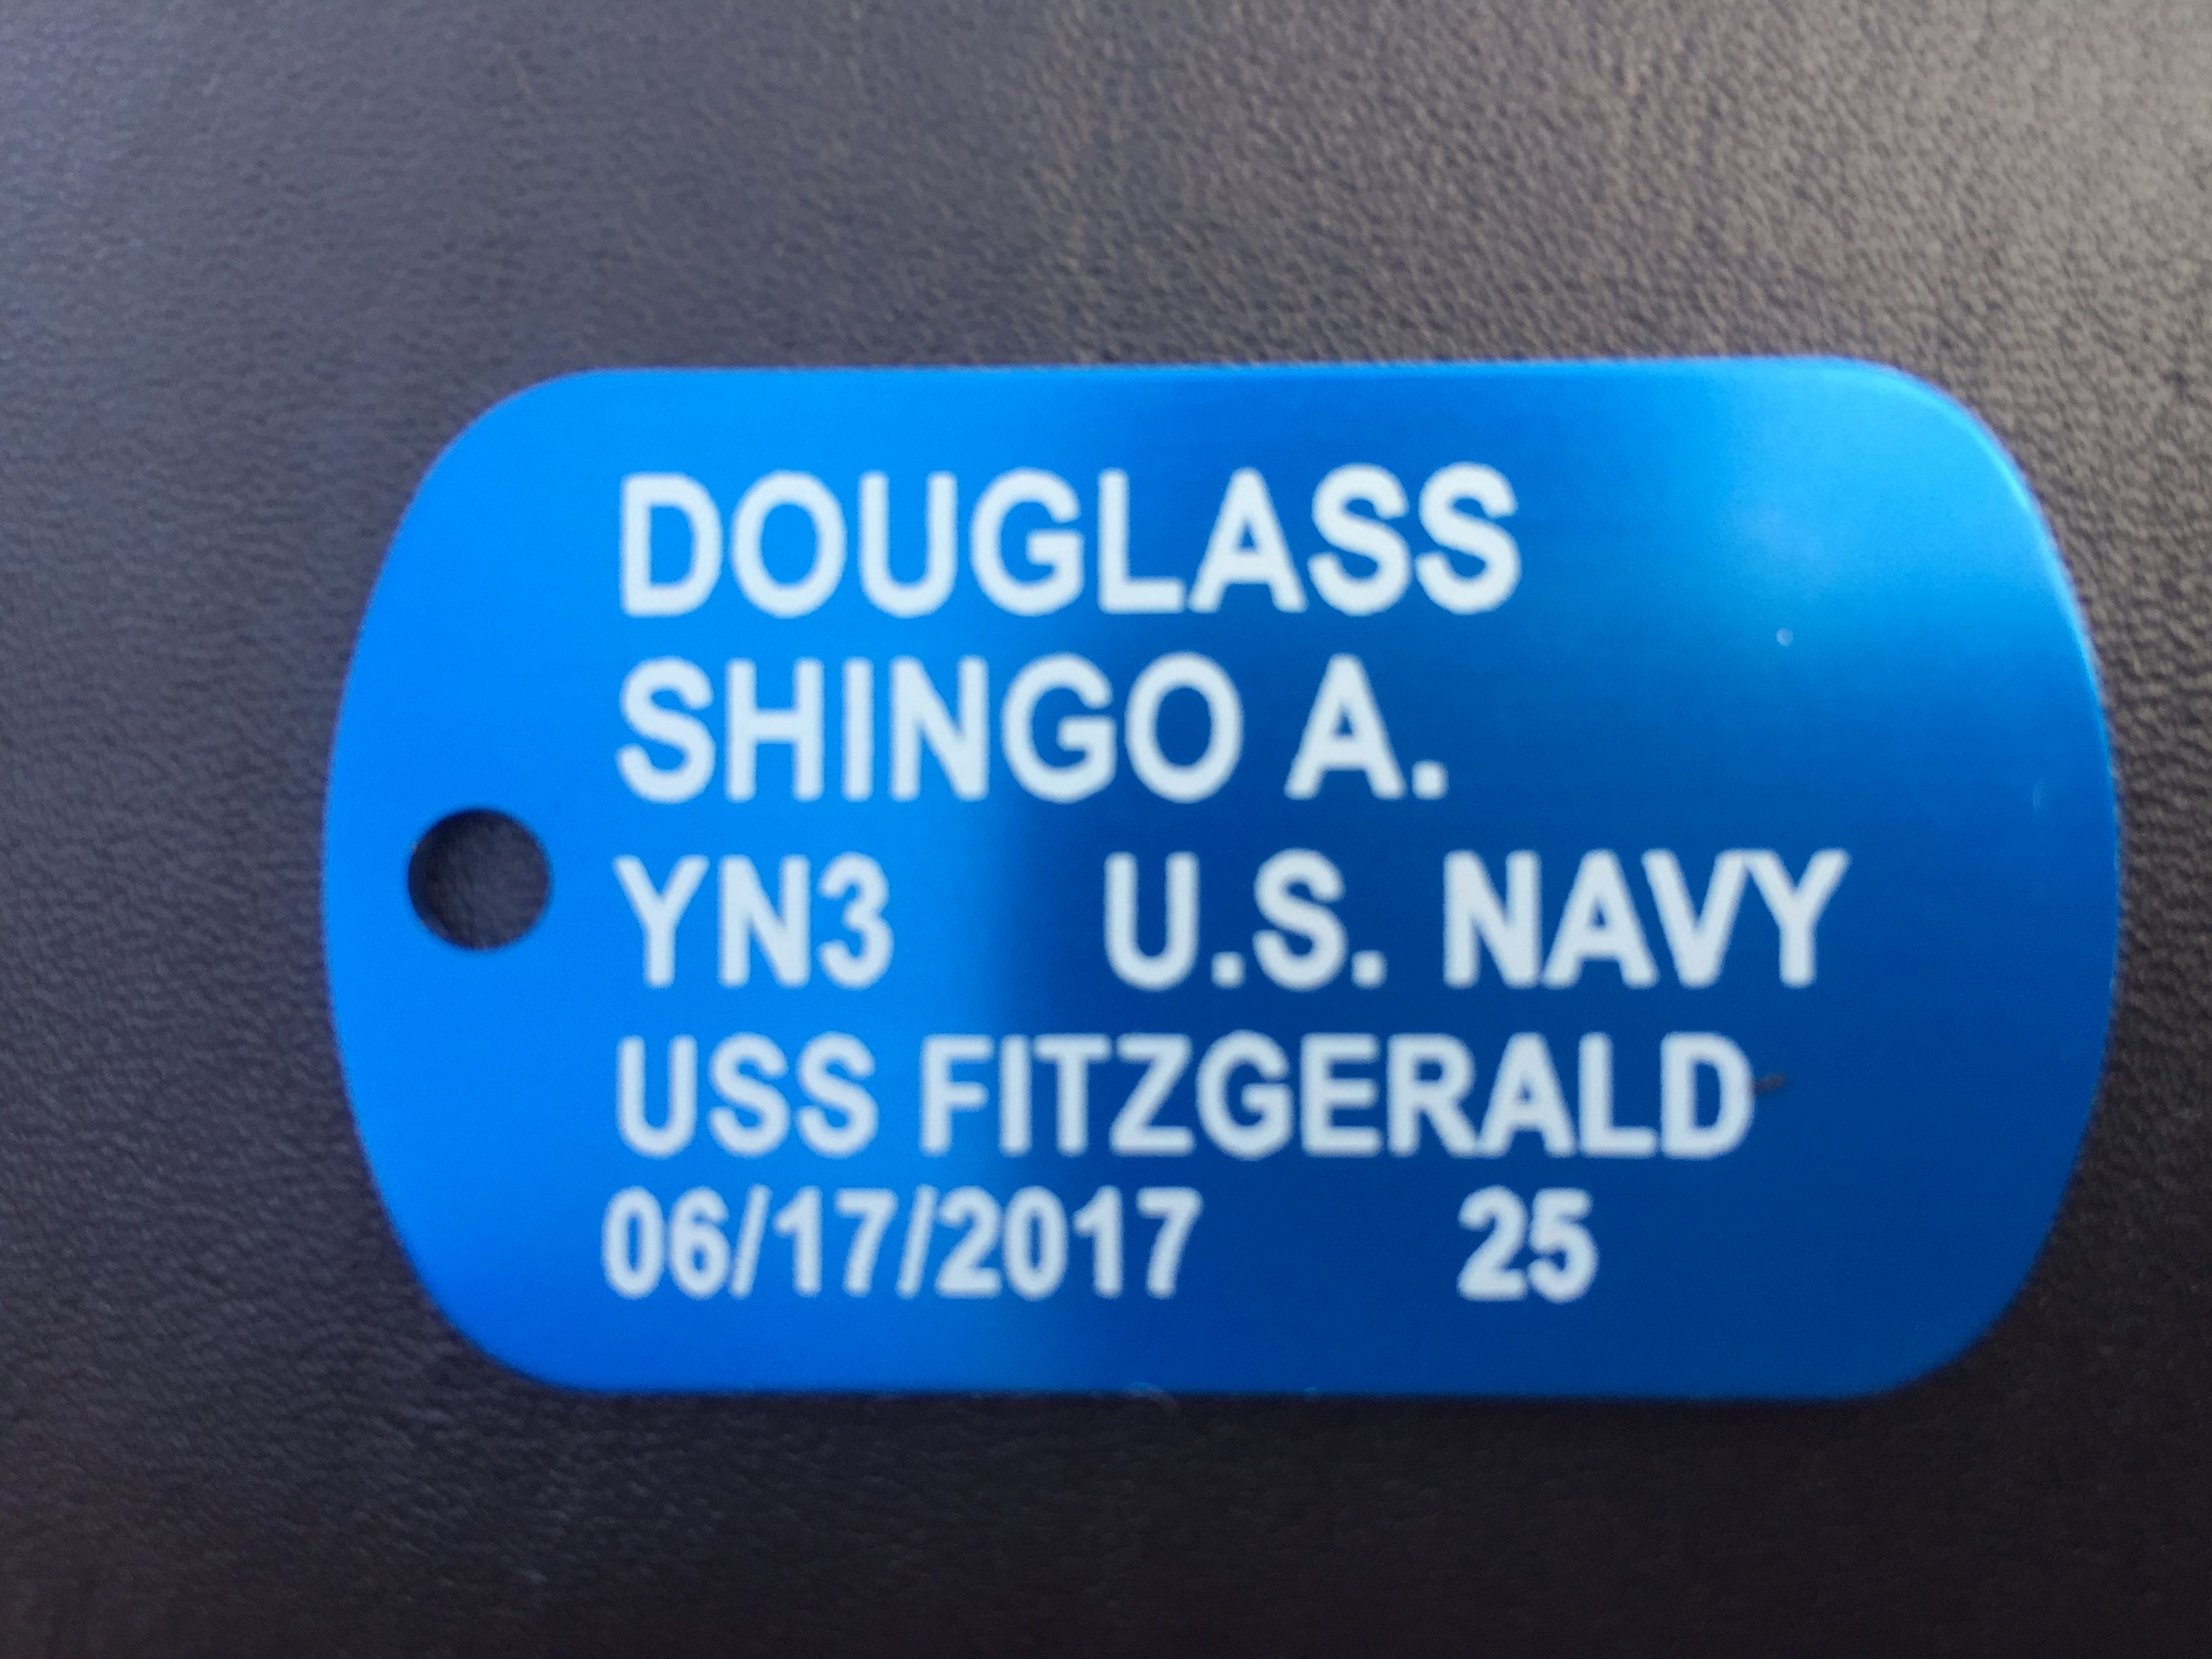 DOUGLASS
SHINGO A.
YN3 U.S. NAVY
USS FITZGERALD
06/17/2017 25